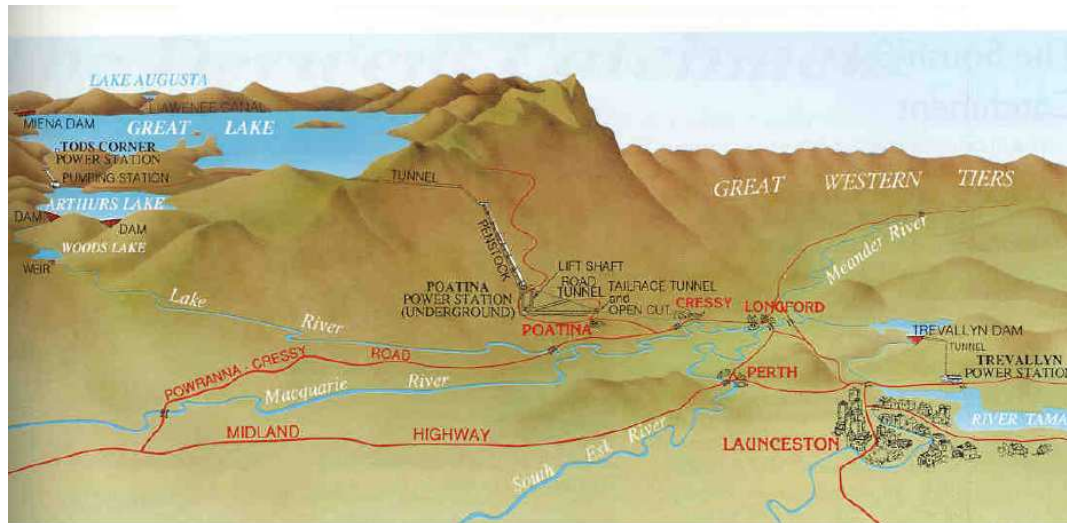 LAKE AUGUSTA
LIAWENEE CANAL
MIENA DAM
GREAT LAKE
TODS CORNER
POWER STATION
PUMPING STATION
ARTHURS LAKE
DAM
DAM
WOODS LAKE
WEIR
TUNNEL
PENSTOCK
GREAT WESTERN TIERS
Meander River
LIFT SHAFT
ROAD
TUNNEL
TAILRACE TUNNEL
and
OPEN CUT
POATINA
POWER STATION
(UNDERGROUND)
POATINA
CRESSY
LONGFORD
TREVALLYN DAM
TUNNEL
TREVALLYN
POWER STATION
Lake River
POWRANNA - CRESSY ROAD
Macquarie River
PERTH
MIDLAND HIGHWAY
South Esk River
LAUNCESTON
RIVER TAMA